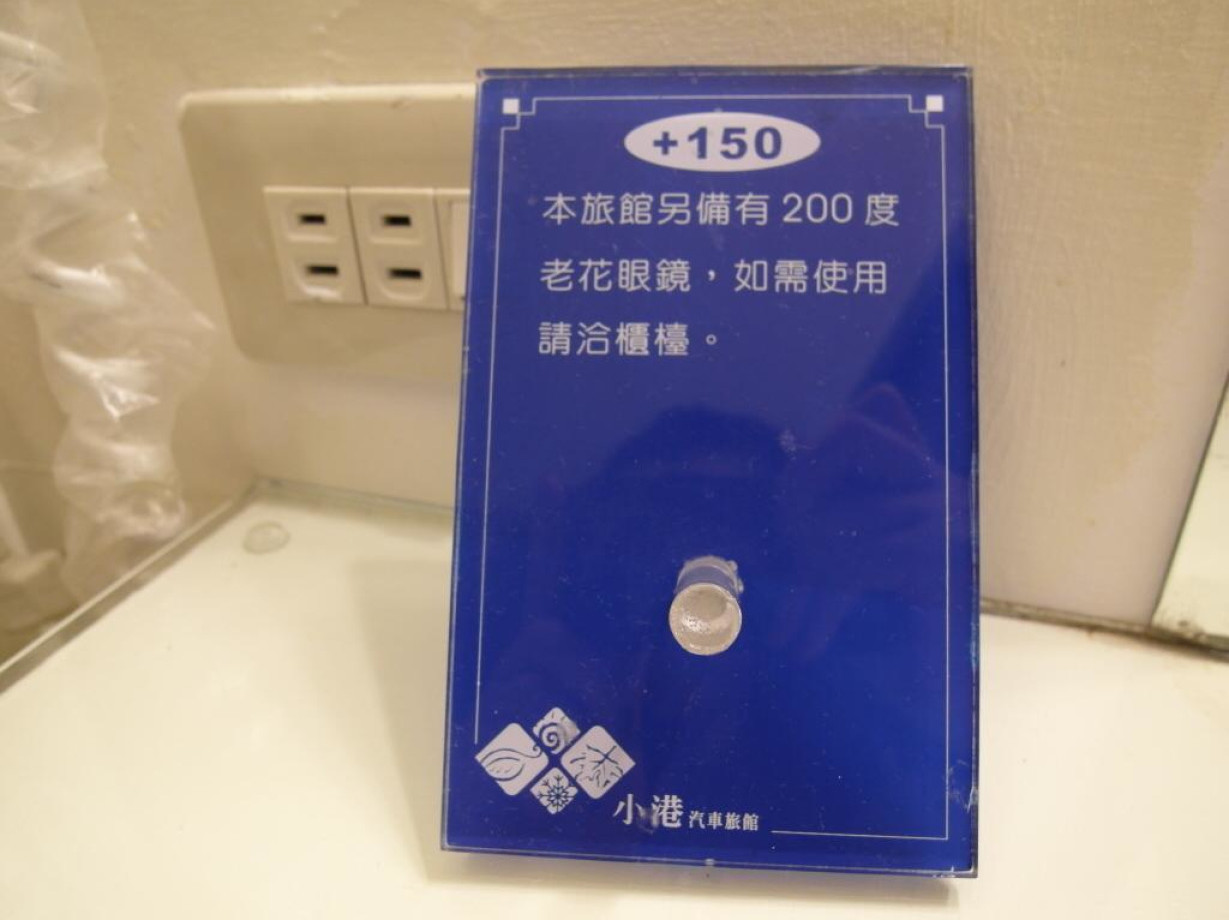 +150
本旅館另備有 200 度
老花眼鏡，如需使用
請洽櫃檯。
小港汽車旅館